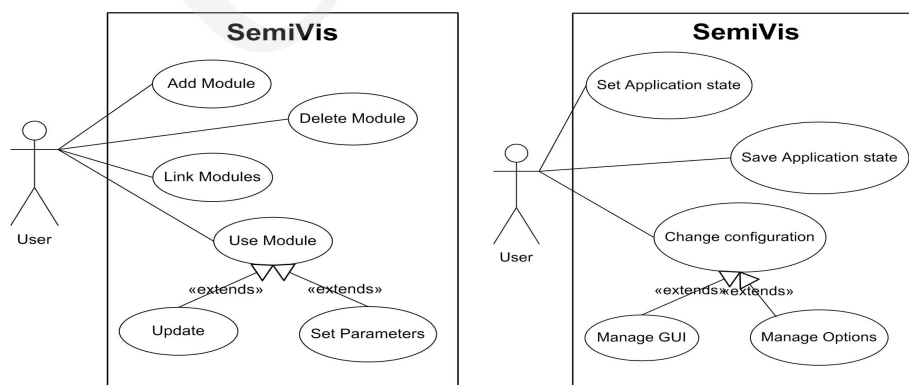 SemiVis
Add Module
Delete Module
Link Modules
User
Use Module
«extends»
«extends»
Update
Set Parameters
SemiVis
Set Application state
Save Application state
User
Change configuration
«extends»
«extends»
Manage GUI
Manage Options